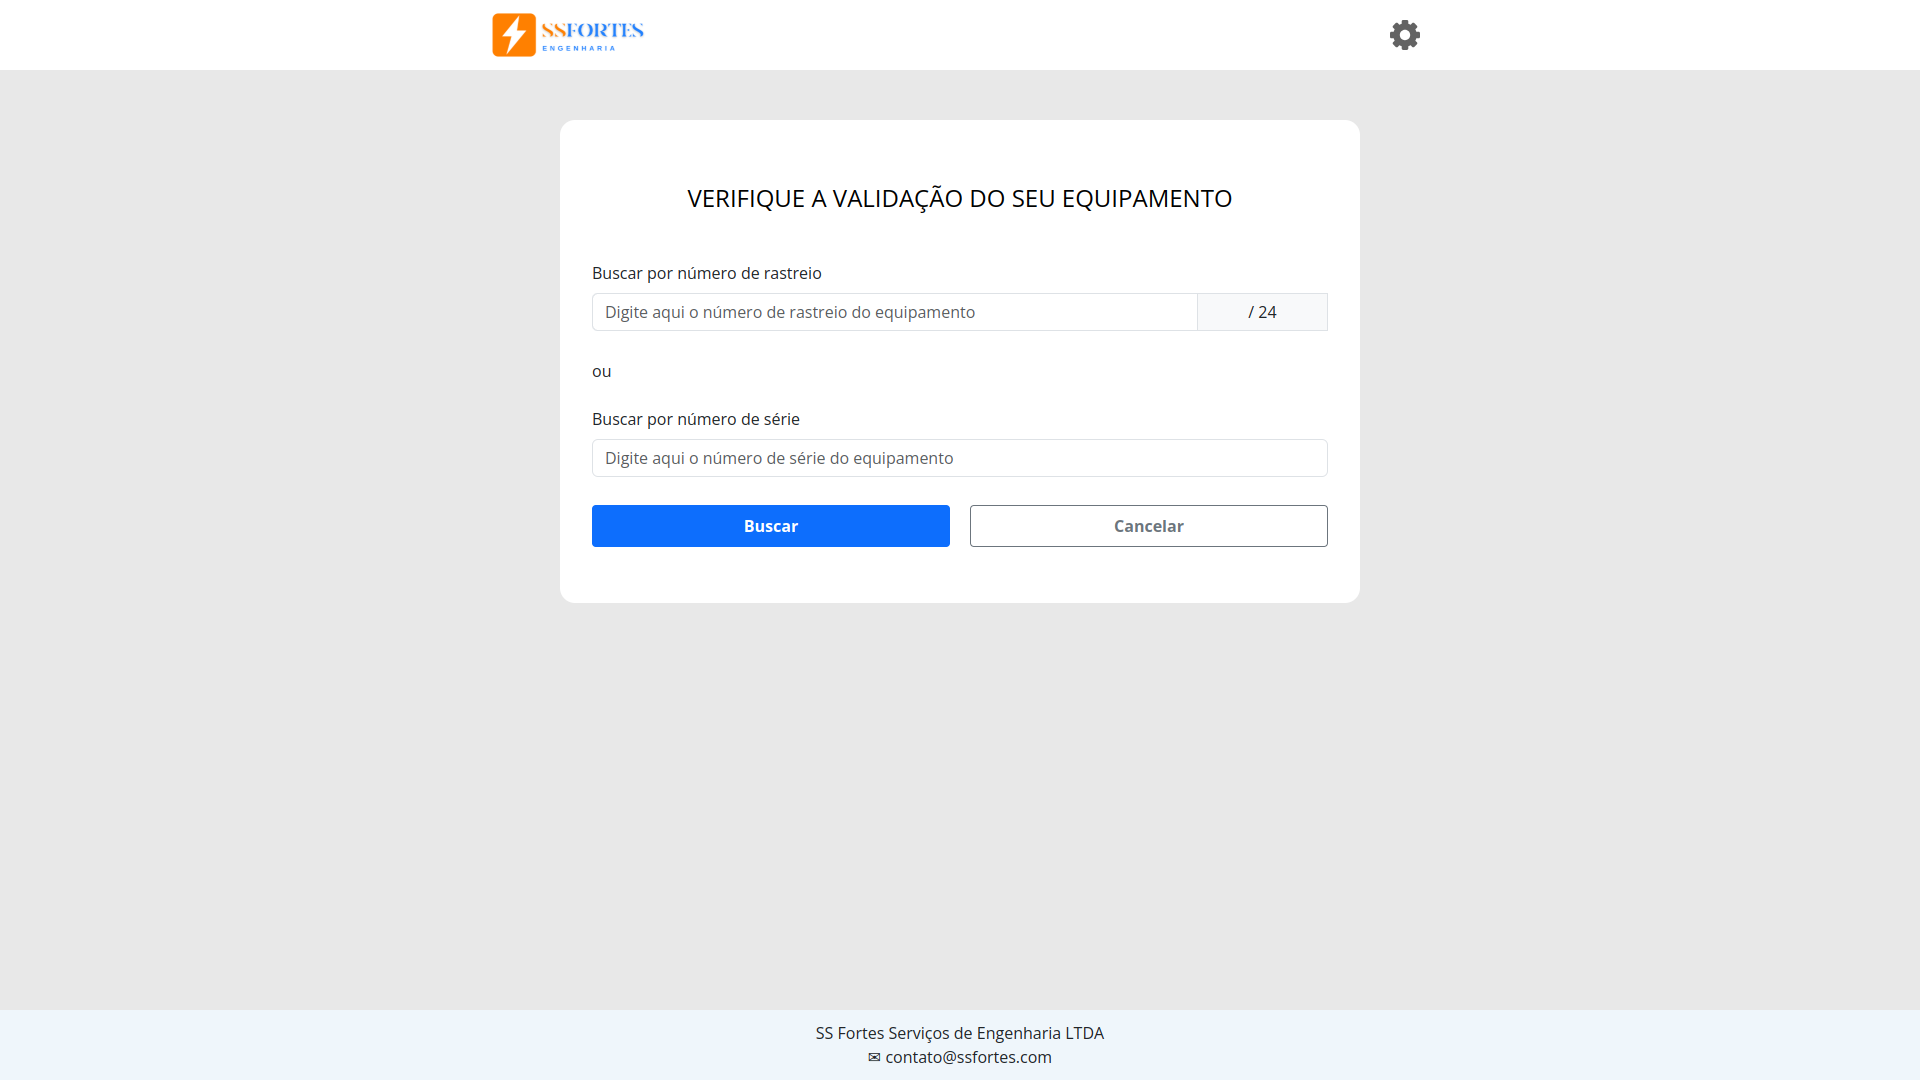 SSFORTES
ENGENHARIA
VERIFIQUE A VALIDAÇÃO DO SEU EQUIPAMENTO
Buscar por número de rastreio
Digite aqui o número de rastreio do equipamento / 24
ou
Buscar por número de série
Digite aqui o número de série do equipamento
Buscar Cancelar
SS Fortes Serviços de Engenharia LTDA
✉ contato@ssfortes.com